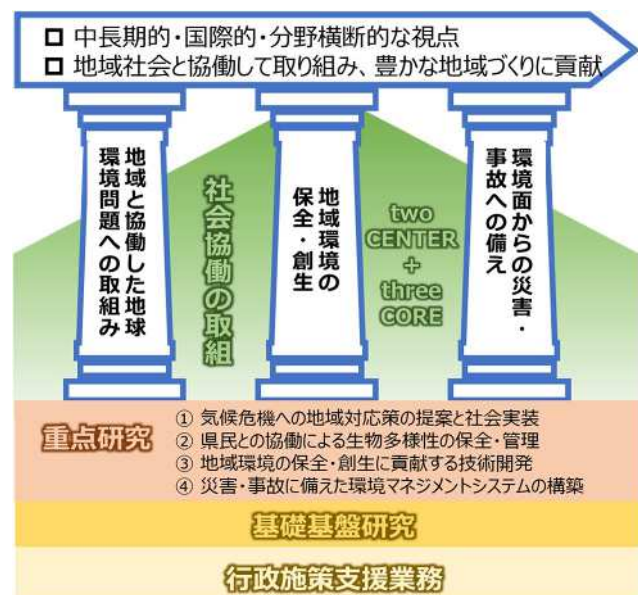 □ 中長期的・国際的・分野横断的な視点
□ 地域社会と協働して取り組み、豊かな地域づくりに貢献
地域と協働した地球
環境問題への取組み
社会協働の取組
地域環境の
保全・創生
two
CENTER
+
three
CORE
環境面からの災害・
事故への備え
重点研究
① 気候危機への地域対応策の提案と社会実装
② 県民との協働による生物多様性の保全・管理
③ 地域環境の保全・創生に貢献する技術開発
④ 災害・事故に備えた環境マネジメントシステムの構築
基礎基盤研究
行政施策支援業務